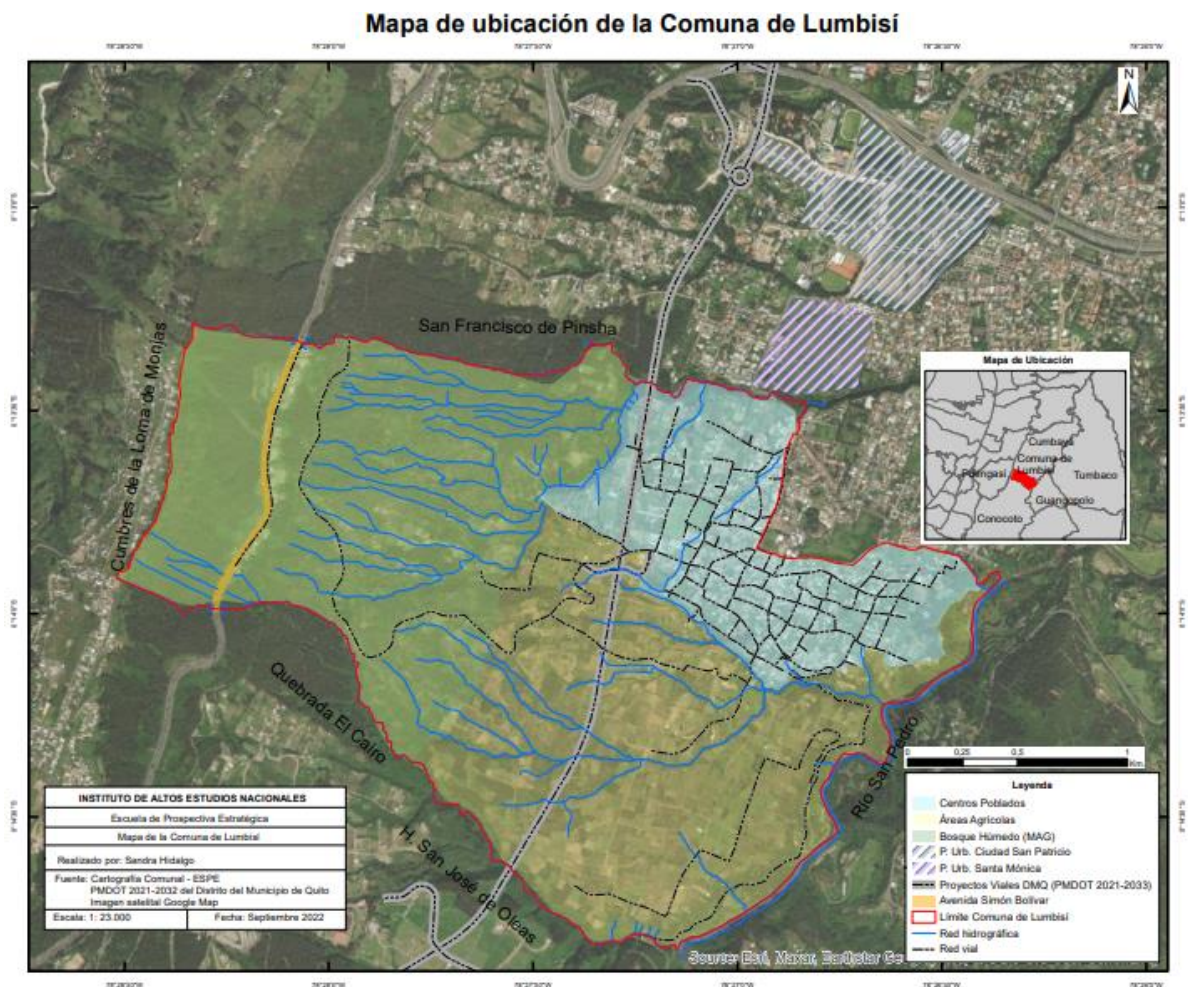 Mapa de ubicación de la Comuna de Lumbisí
N
San Francisco de Pinsha
Cumbres de la Loma de Monjas
Mapa de Ubicación
Cumbayá
Comuna de
Lumbisí
Puengasí
Tumbaco
Guangopolo
Conocoto
Quebrada El Cairo
Río San Pedro
H. San José de Oleas
0 0,25 0,5 1
Km.
INSTITUTO DE ALTOS ESTUDIOS NACIONALES
Escuela de Prospectiva Estratégica
Mapa de la Comuna de Lumbisí
Realizado por: Sandra Hidalgo
Fuente: Cartografía Comunal - ESPE
PMDOT 2021-2032 del Distrito del Municipio de Quito
Imagen satelital Google Map
Escala: 1: 23.000
Fecha: Septiembre 2022
Leyenda
Centros Poblados
Áreas Agrícolas
Bosque Húmedo (MAG)
P. Urb. Ciudad San Patricio
P. Urb. Santa Mónica
Proyectos Viales DMQ (PMDOT 2021-2033)
Avenida Simón Bolívar
Límite Comuna de Lumbisí
Red hidrográfica
Red vial
Source: Esri, Maxar, Earthstar Ge